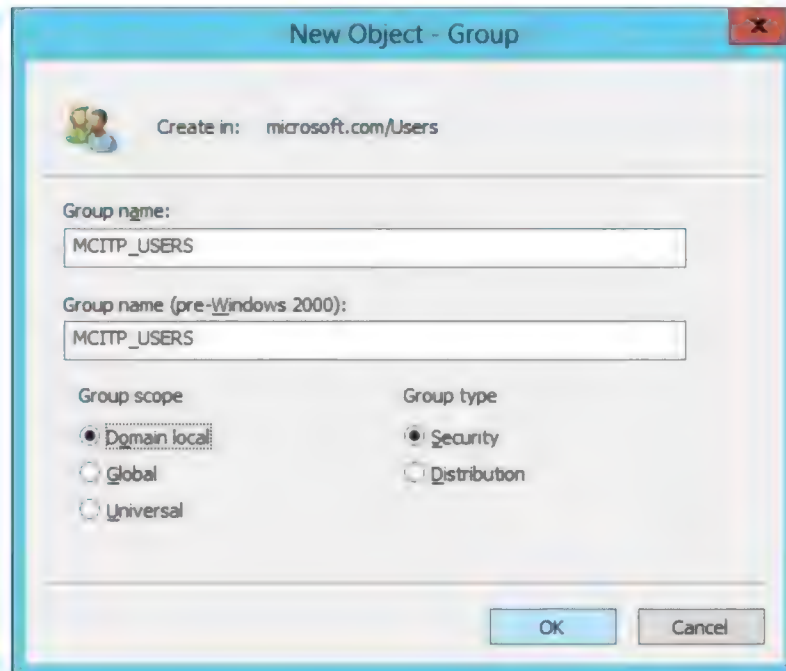 New Object - Group
Create in: microsoft.com/Users
Group name:
MCITP_USERS
Group name (pre-Windows 2000):
MCITP_USERS
Group scope
Domain local
Global
Universal
Group type
Security
Distribution
OK
Cancel